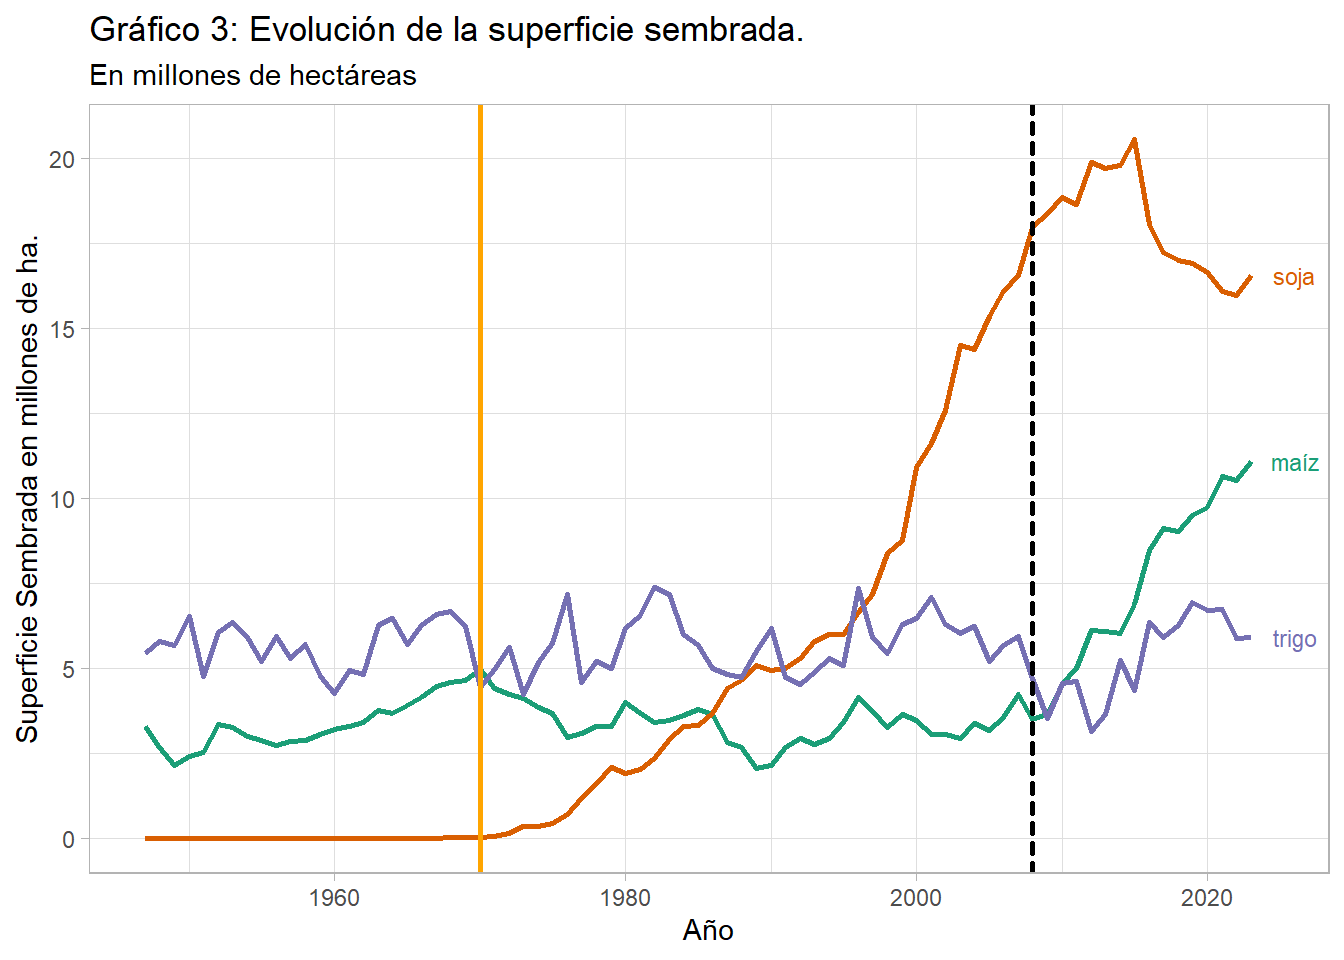 Gráfico 3: Evolución de la superficie sembrada.
En millones de hectáreas
Superficie Sembrada en millones de ha.
20
15
10
5
0
soja
maíz
trigo
1960
1980
2000
2020
Año